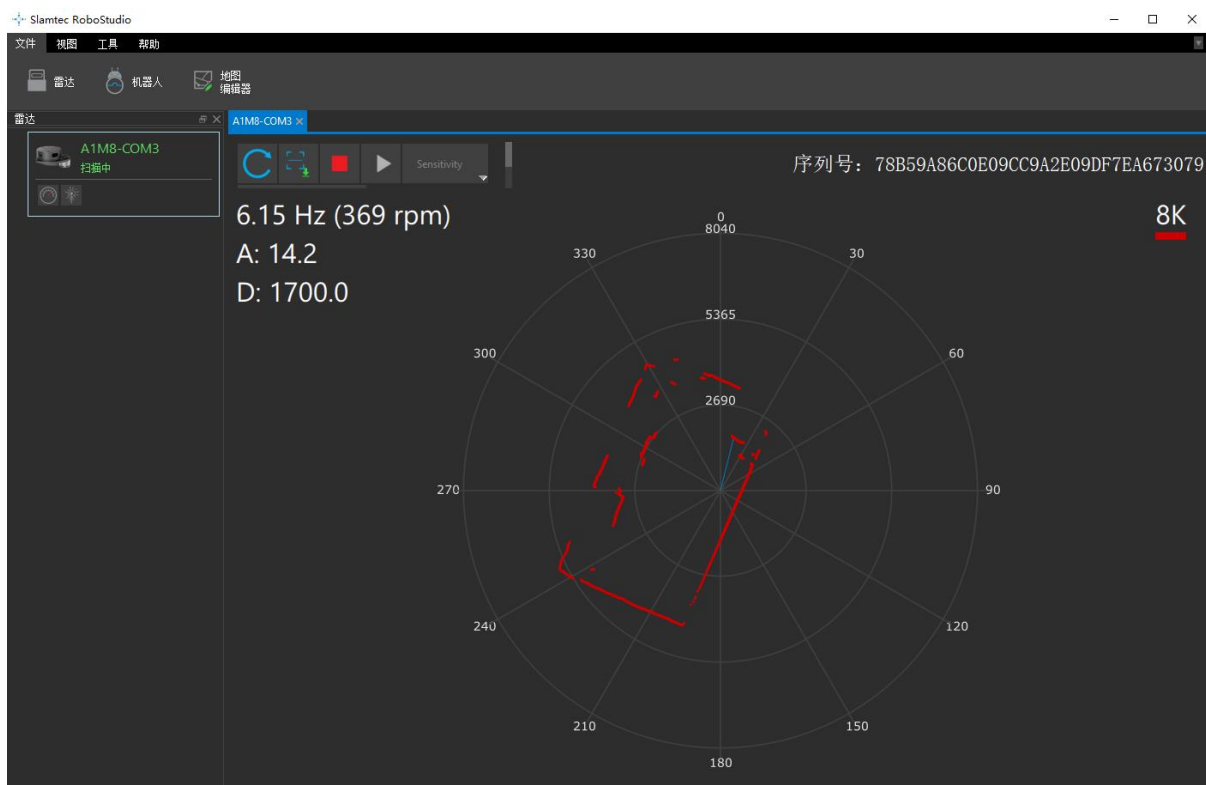 Slamtec RoboStudio
文件 视图 工具 帮助
雷达 机器人 地图
编辑器
雷达
A1M8-COM3
A1M8-COM3
扫描中
Sensitivity
序列号: 78B59A86C0E09CC9A2E09DF7EA673079
6.15 Hz (369 rpm)
8K
A: 14.2
D: 1700.0
0
8040
330
30
5365
300
60
2690
270
90
240
120
210
150
180